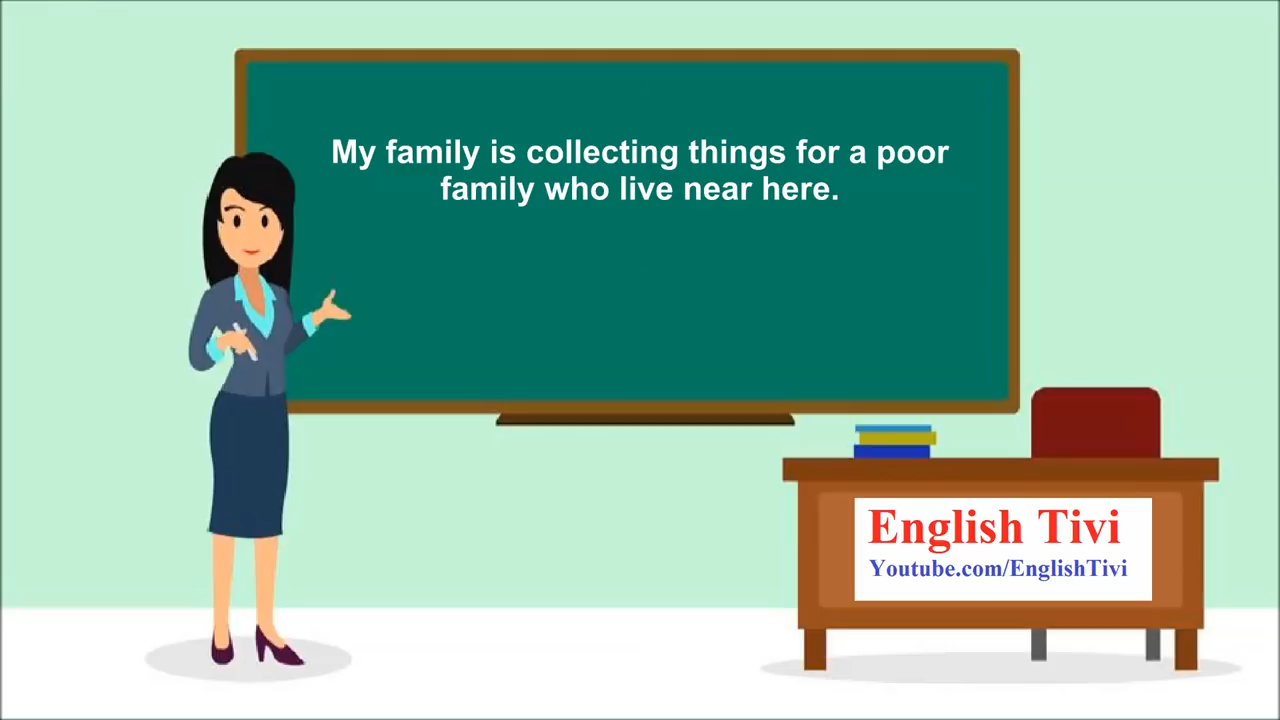 My family is collecting things for a poor
family who live near here.
English Tivi
Youtube.com/EnglishTivi